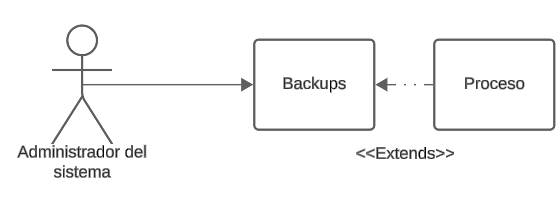 Backups
Proceso
<<Extends>>
Administrador del
sistema